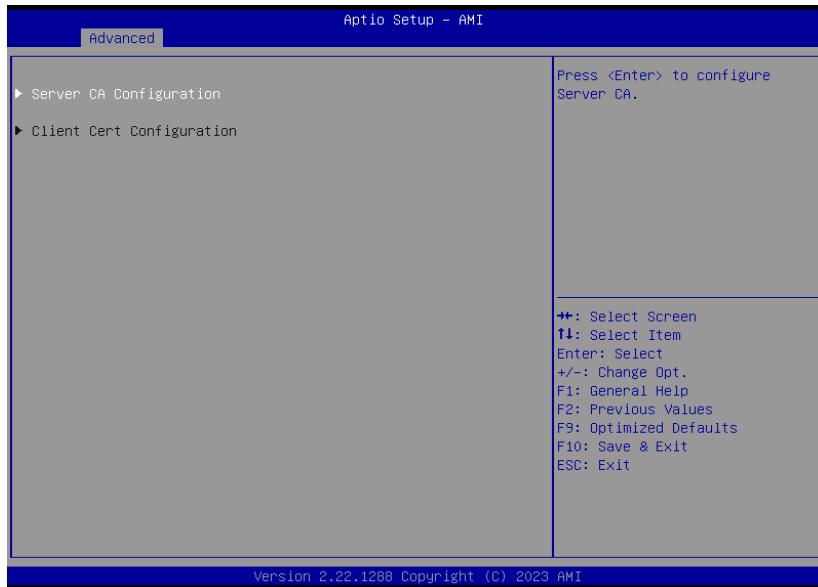 Aptio Setup – AMI
Advanced
▶ Server CA Configuration
▶ Client Cert Configuration
Press <Enter> to configure
Server CA.
→←: Select Screen
↑↓: Select Item
Enter: Select
+/-: Change Opt.
F1: General Help
F2: Previous Values
F9: Optimized Defaults
F10: Save & Exit
ESC: Exit
Version 2.22.1288 Copyright (C) 2023 AMI